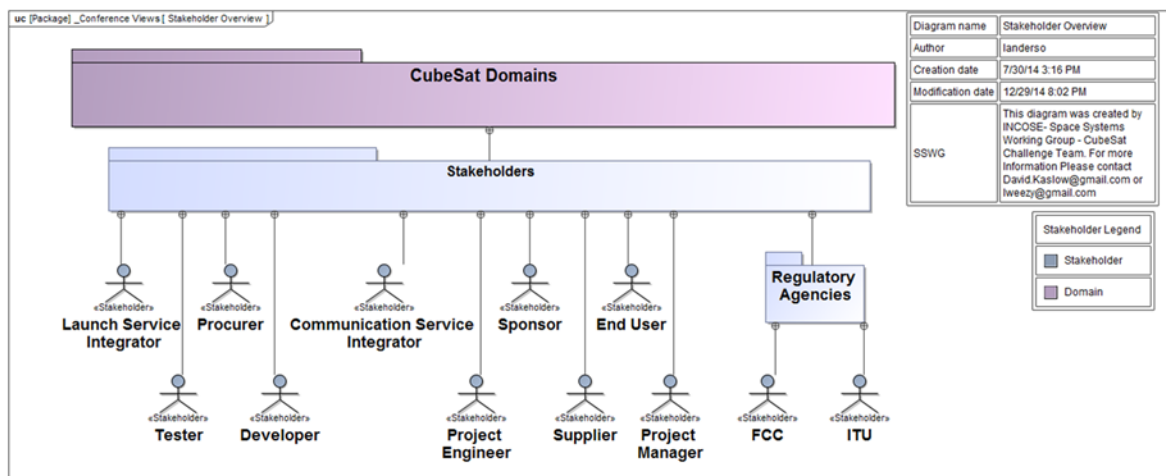 uc [Package] _Conference Views [ Stakeholder Overview ]
CubeSat Domains
Stakeholders
«Stakeholder»
Launch Service
Integrator
«Stakeholder»
Procurer
«Stakeholder»
Communication Service
Integrator
«Stakeholder»
Sponsor
«Stakeholder»
End User
Regulatory
Agencies
«Stakeholder»
Tester
«Stakeholder»
Developer
«Stakeholder»
Project
Engineer
«Stakeholder»
Supplier
«Stakeholder»
Project
Manager
«Stakeholder»
FCC
«Stakeholder»
ITU
Diagram name Stakeholder Overview
Author landerso
Creation date 7/30/14 3:16 PM
Modification date 12/29/14 8:02 PM
SSWG
This diagram was created by
INCOSE- Space Systems
Working Group - CubeSat
Challenge Team. For more
Information Please contact
David.Kaslow@gmail.com or
lweezy@gmail.com
Stakeholder Legend
Stakeholder
Domain